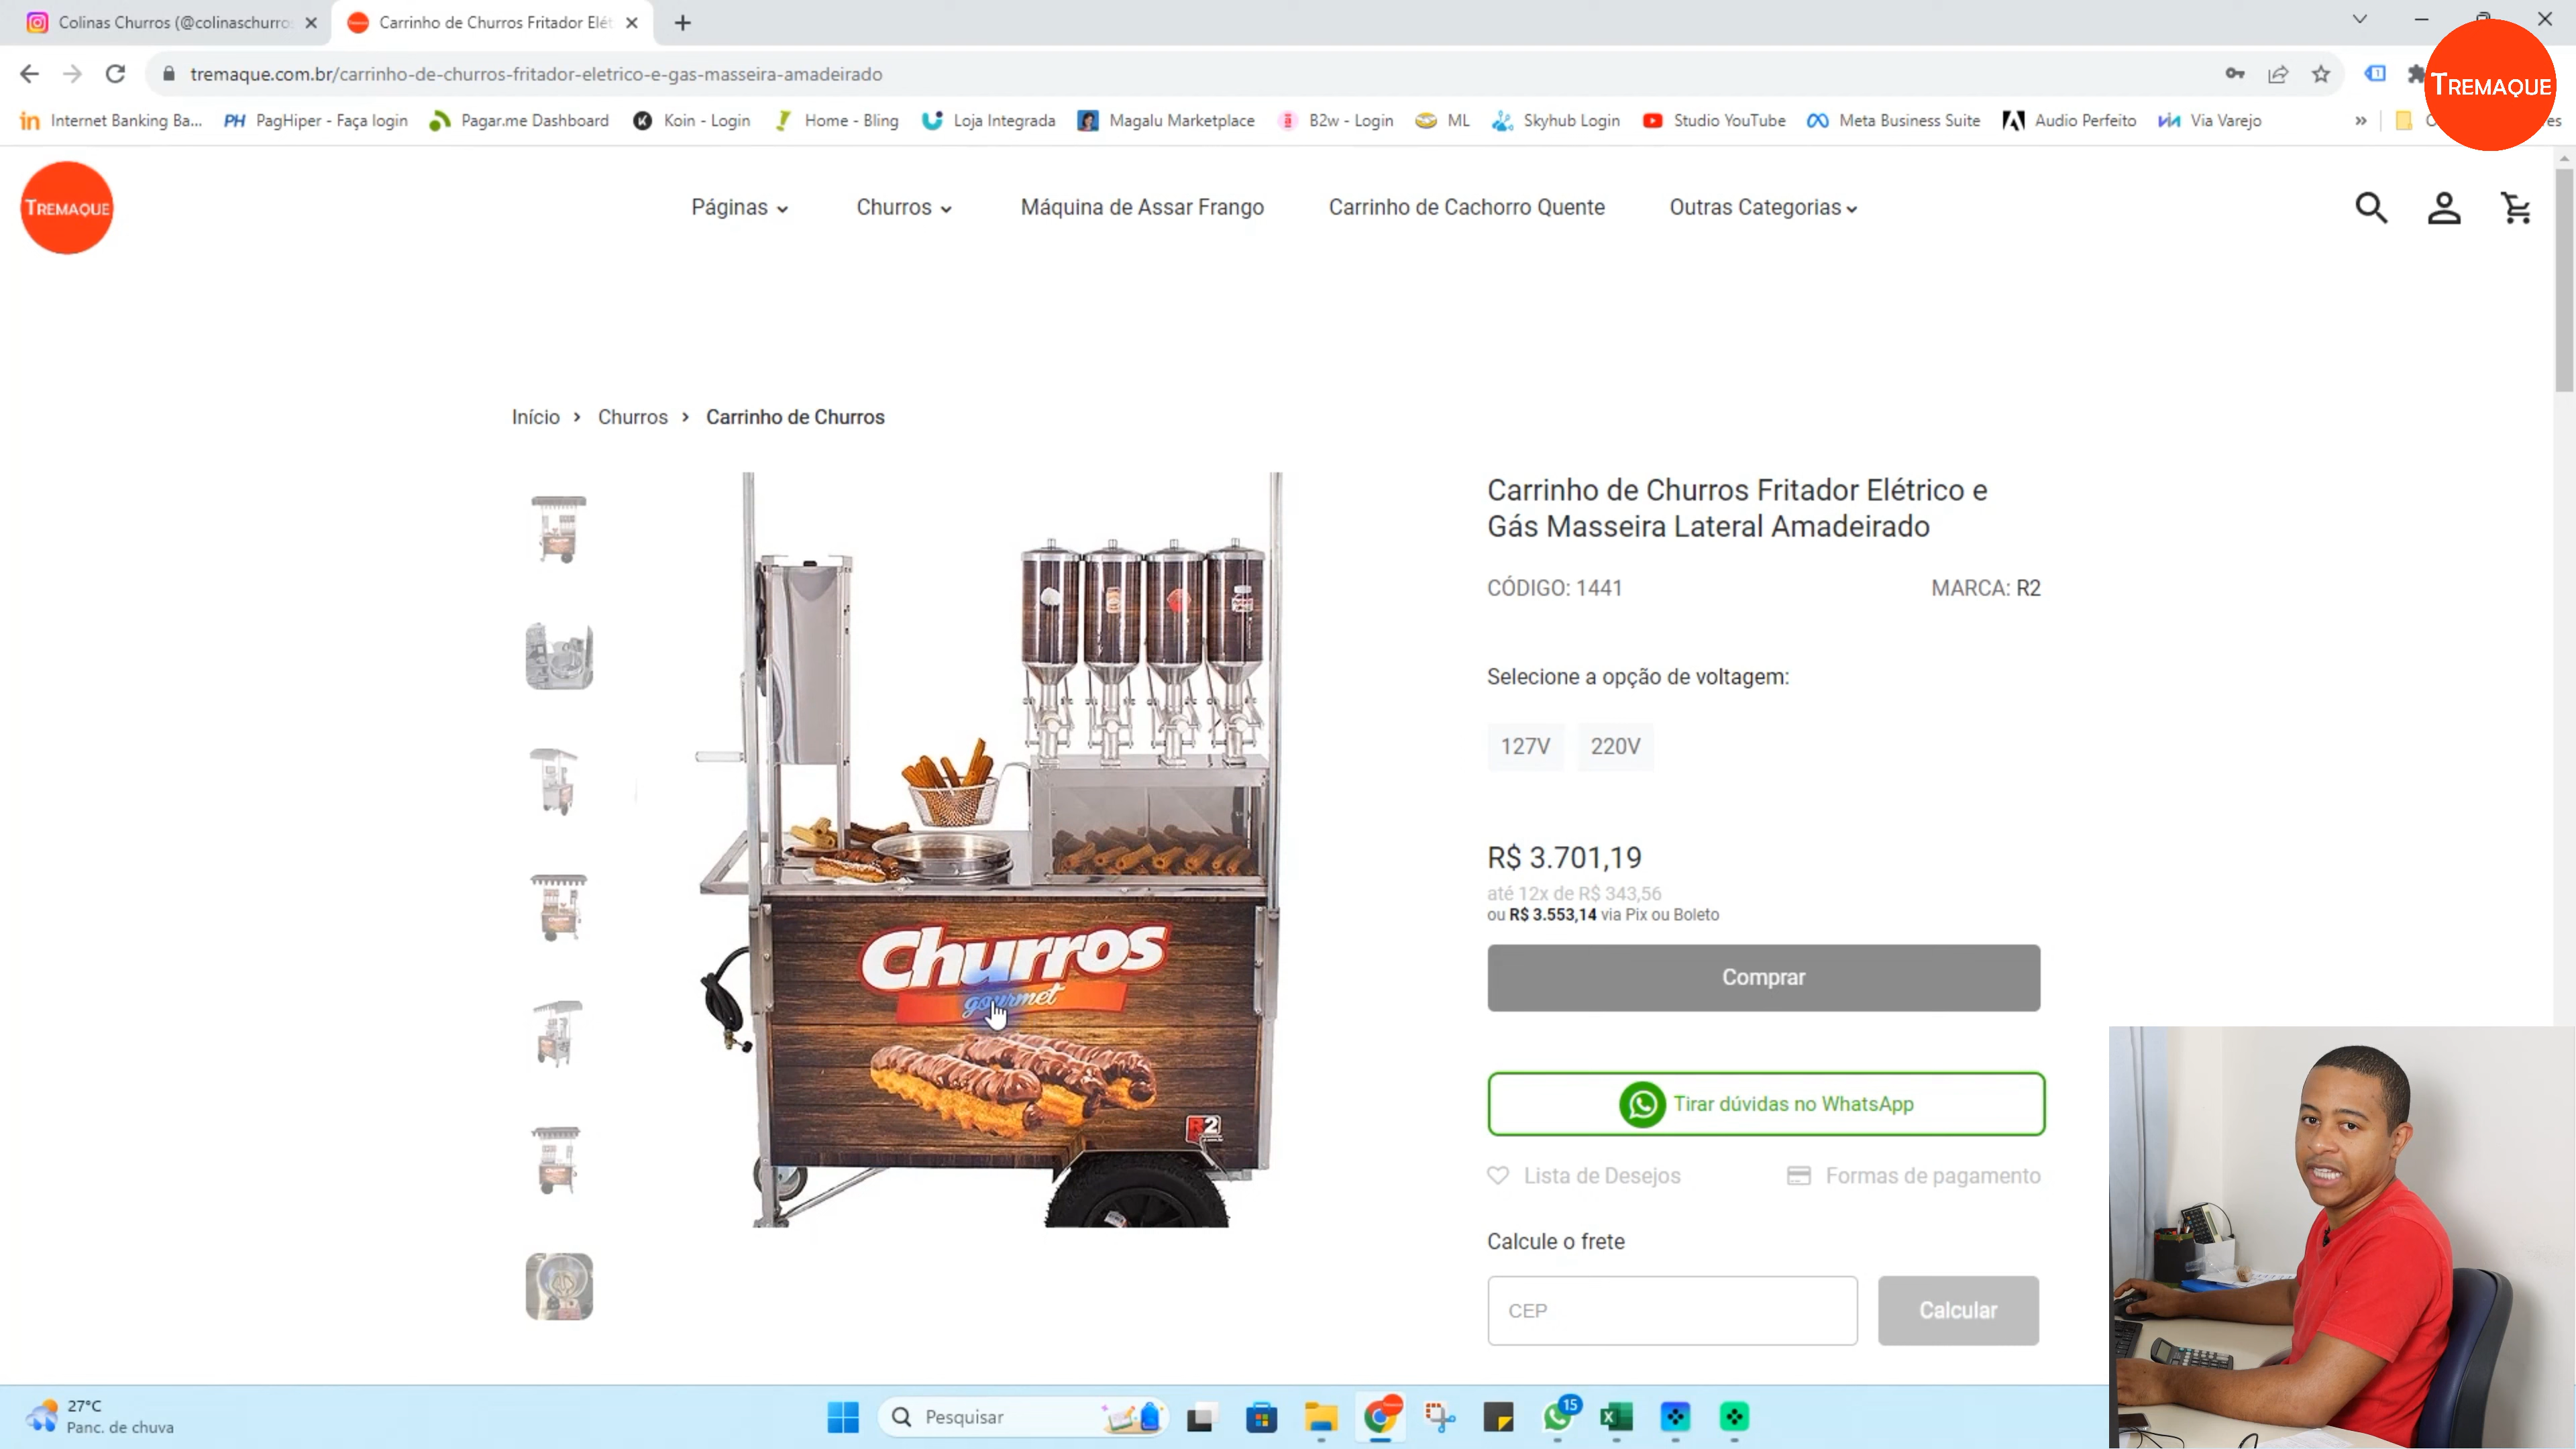 Colinas Churros (@colinaschurro
Carrinho de Churros Fritador Elét
tremaque.com.br/carrinho-de-churros-fritador-eletrico-e-gas-masseira-amadeirado
TREMAQUE
in Internet Banking Ba...
PH PagHiper - Faça login
Pagar.me Dashboard
K Koin - Login
Home - Bling
Loja Integrada
Magalu Marketplace
B2w - Login
ML
Skyhub Login
Studio YouTube
Meta Business Suite
Audio Perfeito
Via Varejo
»
TREMAQUE
Páginas
Churros
Máquina de Assar Frango
Carrinho de Cachorro Quente
Outras Categorias
Início > Churros > Carrinho de Churros
Carrinho de Churros Fritador Elétrico e
Gás Masseira Lateral Amadeirado
CÓDIGO: 1441
MARCA: R2
Selecione a opção de voltagem:
127V
220V
R$ 3.701,19
até 12x de R$ 343,56
ou R$ 3.553,14 via Pix ou Boleto
Comprar
Churros
gourmet
R2
Tirar dúvidas no WhatsApp
Lista de Desejos
Formas de pagamento
Calcule o frete
CEP
Calcular
27°C
Panc. de chuva
Pesquisar
15